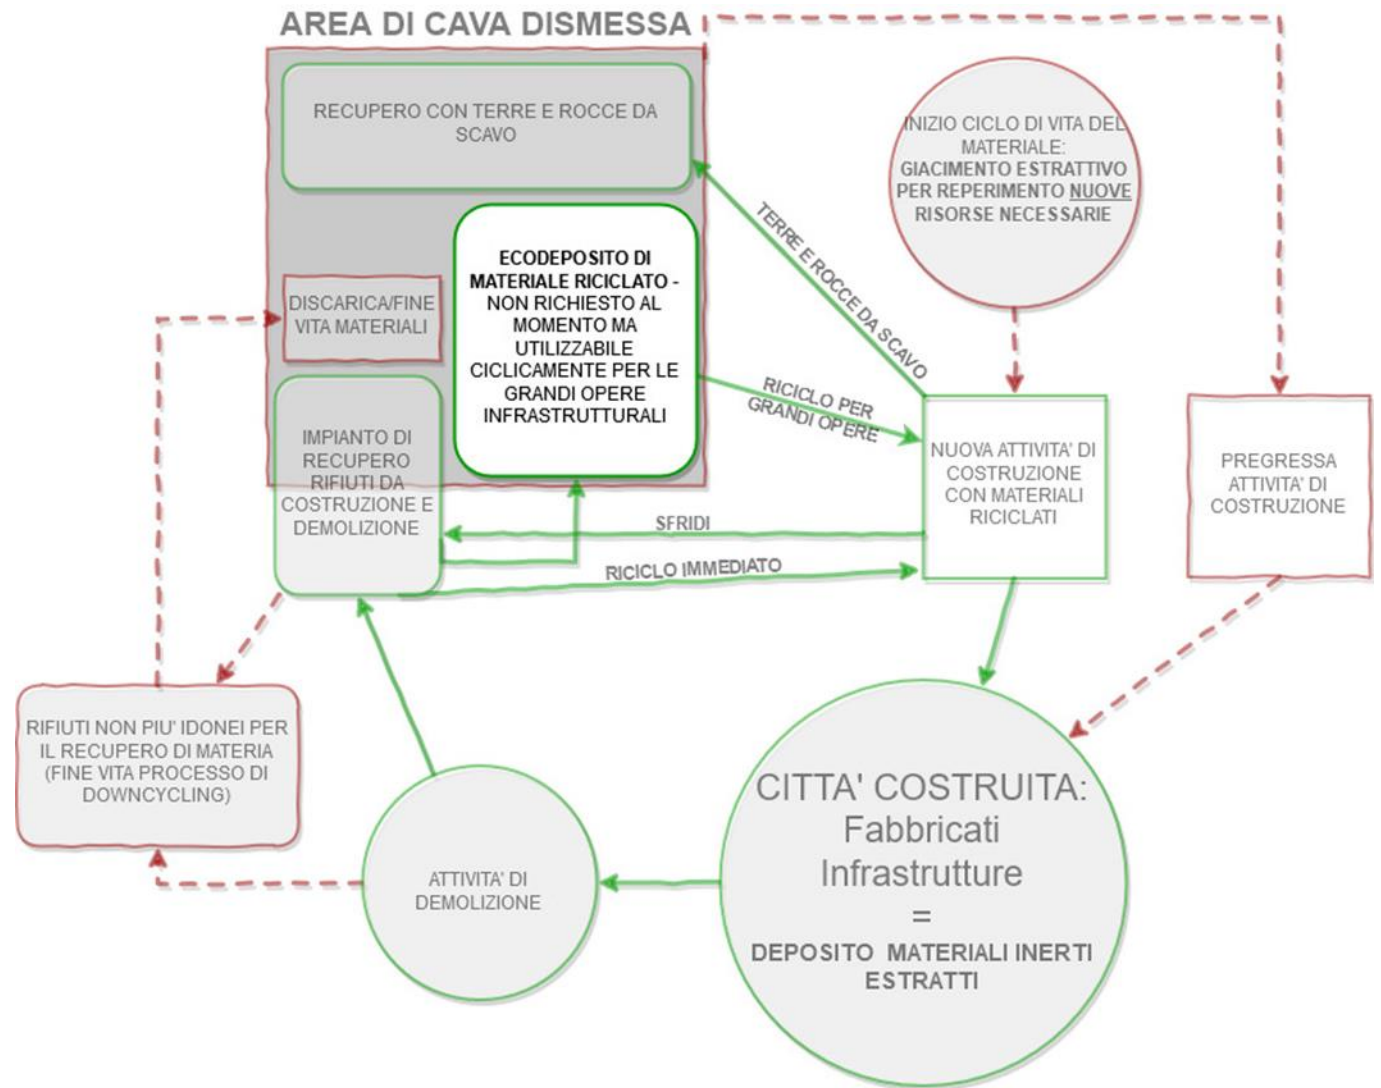 AREA DI CAVA DISMESSA
RECUPERO CON TERRE E ROCCE DA
SCAVO
INIZIO CICLO DI VITA DEL
MATERIALE:
GIACIMENTO ESTRATTIVO
PER REPERIMENTO NUOVE
RISORSE NECESSARIE
TERRE E ROCCE DA SCAVO
ECODEPOSITO DI
MATERIALE RICICLATO -
NON RICHIESTO AL
MOMENTO MA
UTILIZZABILE
CICLICAMENTE PER LE
GRANDI OPERE
INFRASTRUTTURALI
DISCARICA/FINE
VITA MATERIALI
RICICLO PER
GRANDI OPERE
IMPIANTO DI
RECUPERO
RIFIUTI DA
COSTRUZIONE E
DEMOLIZIONE
NUOVA ATTIVITA' DI
COSTRUZIONE
CON MATERIALI
RICICLATI
PREGRESSA
ATTIVITA' DI
COSTRUZIONE
SFRIDI
RICICLO IMMEDIATO
RIFIUTI NON PIU' IDONEI PER
IL RECUPERO DI MATERIA
(FINE VITA PROCESSO DI
DOWNCYCLING)
CITTA' COSTRUITA:
Fabbricati
Infrastrutture
=
DEPOSITO MATERIALI INERTI
ESTRATTI
ATTIVITA' DI
DEMOLIZIONE